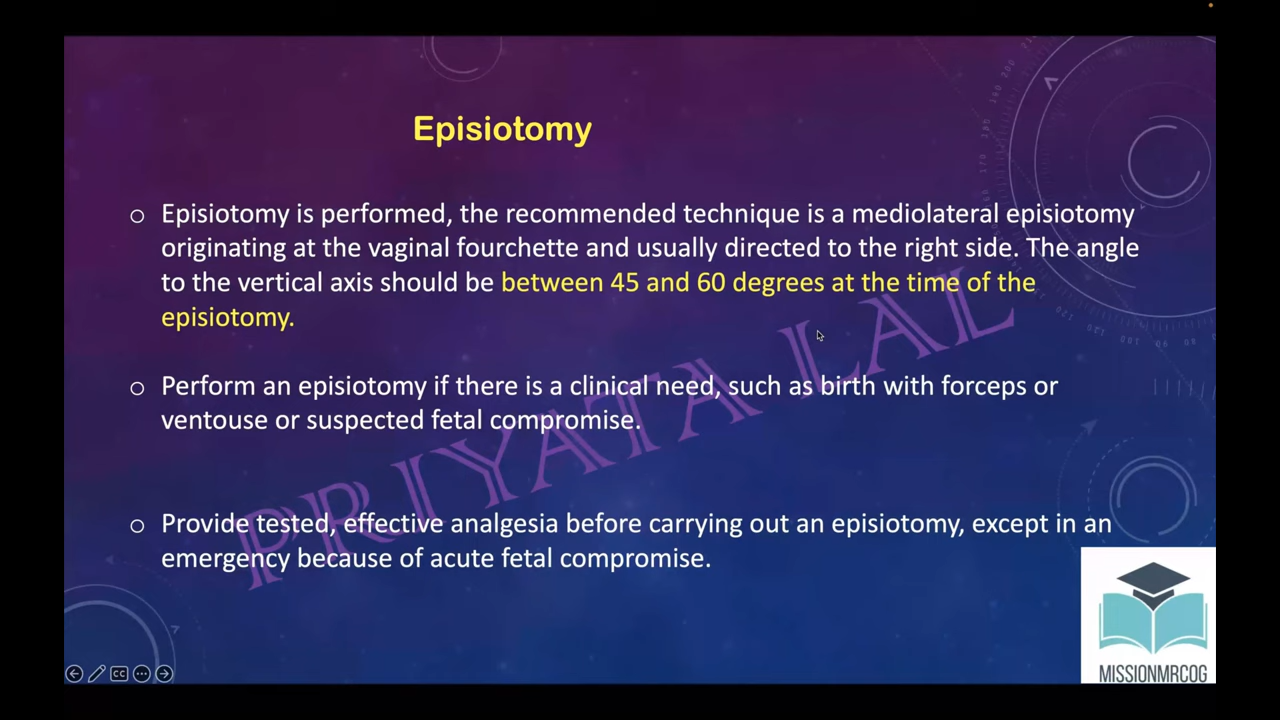 Episiotomy
o Episiotomy is performed, the recommended technique is a mediolateral episiotomy
originating at the vaginal fourchette and usually directed to the right side. The angle
to the vertical axis should be between 45 and 60 degrees at the time of the
episiotomy.
o Perform an episiotomy if there is a clinical need, such as birth with forceps or
ventouse or suspected fetal compromise.
o Provide tested, effective analgesia before carrying out an episiotomy, except in an
emergency because of acute fetal compromise.
PRIYATA LAL
MISSIONMRCOG
CC